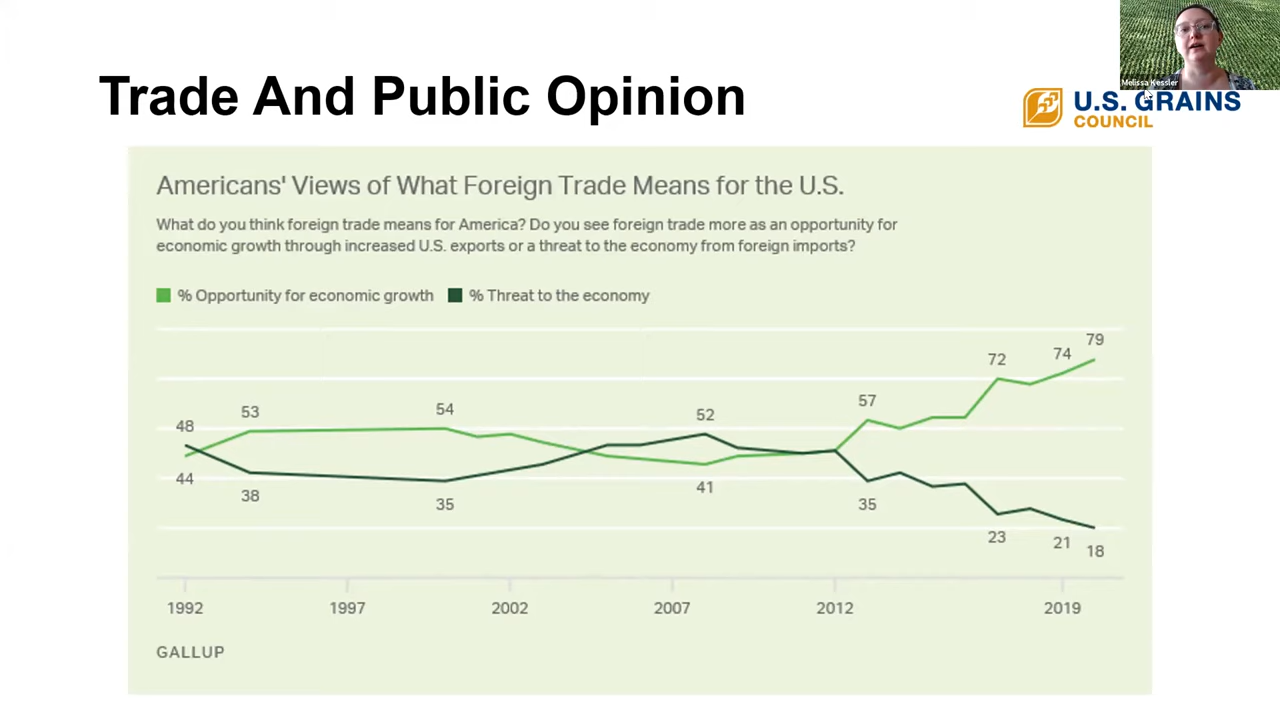 Trade And Public Opinion
Melissa Kessler
U.S. GRAINS
COUNCIL
Americans' Views of What Foreign Trade Means for the U.S.
What do you think foreign trade means for America? Do you see foreign trade more as an opportunity for
economic growth through increased U.S. exports or a threat to the economy from foreign imports?
% Opportunity for economic growth % Threat to the economy
79
74
72
57
54
53
52
48
44
41
38
35
35
23
21
18
1992 1997 2002 2007 2012 2019
GALLUP